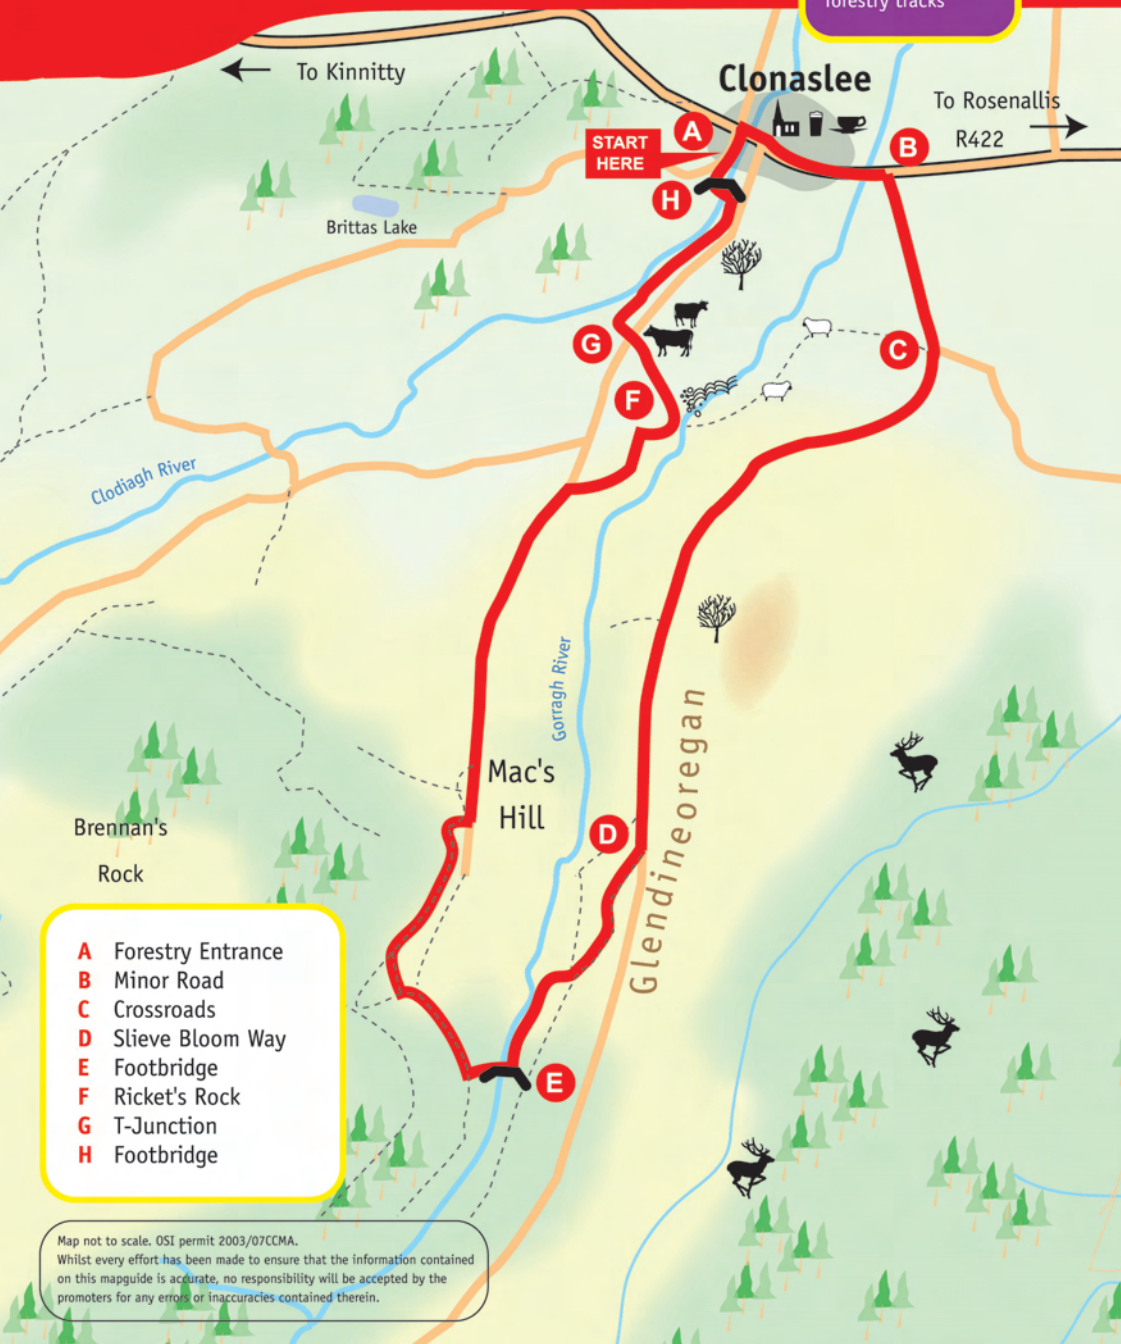 forestry tracks
To Kinnitty
Clonaslee
To Rosenallis
R422
A
B
START
HERE
H
Brittas Lake
G
C
F
Clodiagh River
Gorragh River
Glendineoregan
Mac's
Hill
D
Brennan's
Rock
E
A Forestry Entrance
B Minor Road
C Crossroads
D Slieve Bloom Way
E Footbridge
F Ricket's Rock
G T-Junction
H Footbridge
Map not to scale. OSI permit 2003/07CCMA.
Whilst every effort has been made to ensure that the information contained
on this mapguide is accurate, no responsibility will be accepted by the
promoters for any errors or inaccuracies contained therein.